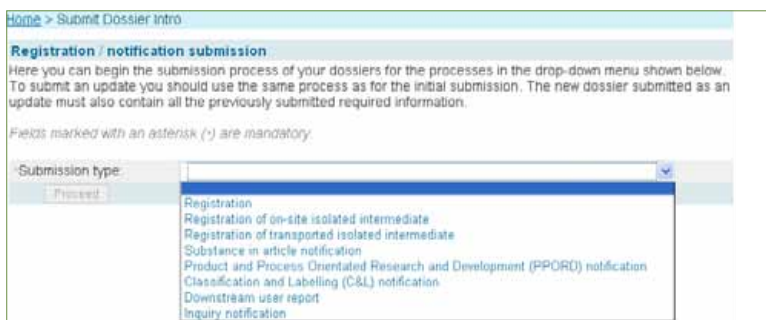 Home > Submit Dossier Intro
Registration / notification submission
Here you can begin the submission process of your dossiers for the processes in the drop-down menu shown below.
To submit an update you should use the same process as for the initial submission. The new dossier submitted as an
update must also contain all the previously submitted required information.
Fields marked with an asterisk (*) are mandatory.
*Submission type:
Proceed
Registration
Registration of on-site isolated intermediate
Registration of transported isolated intermediate
Substance in article notification
Product and Process Orientated Research and Development (PPORD) notification
Classification and Labelling (C&L) notification
Downstream user report
Inquiry notification